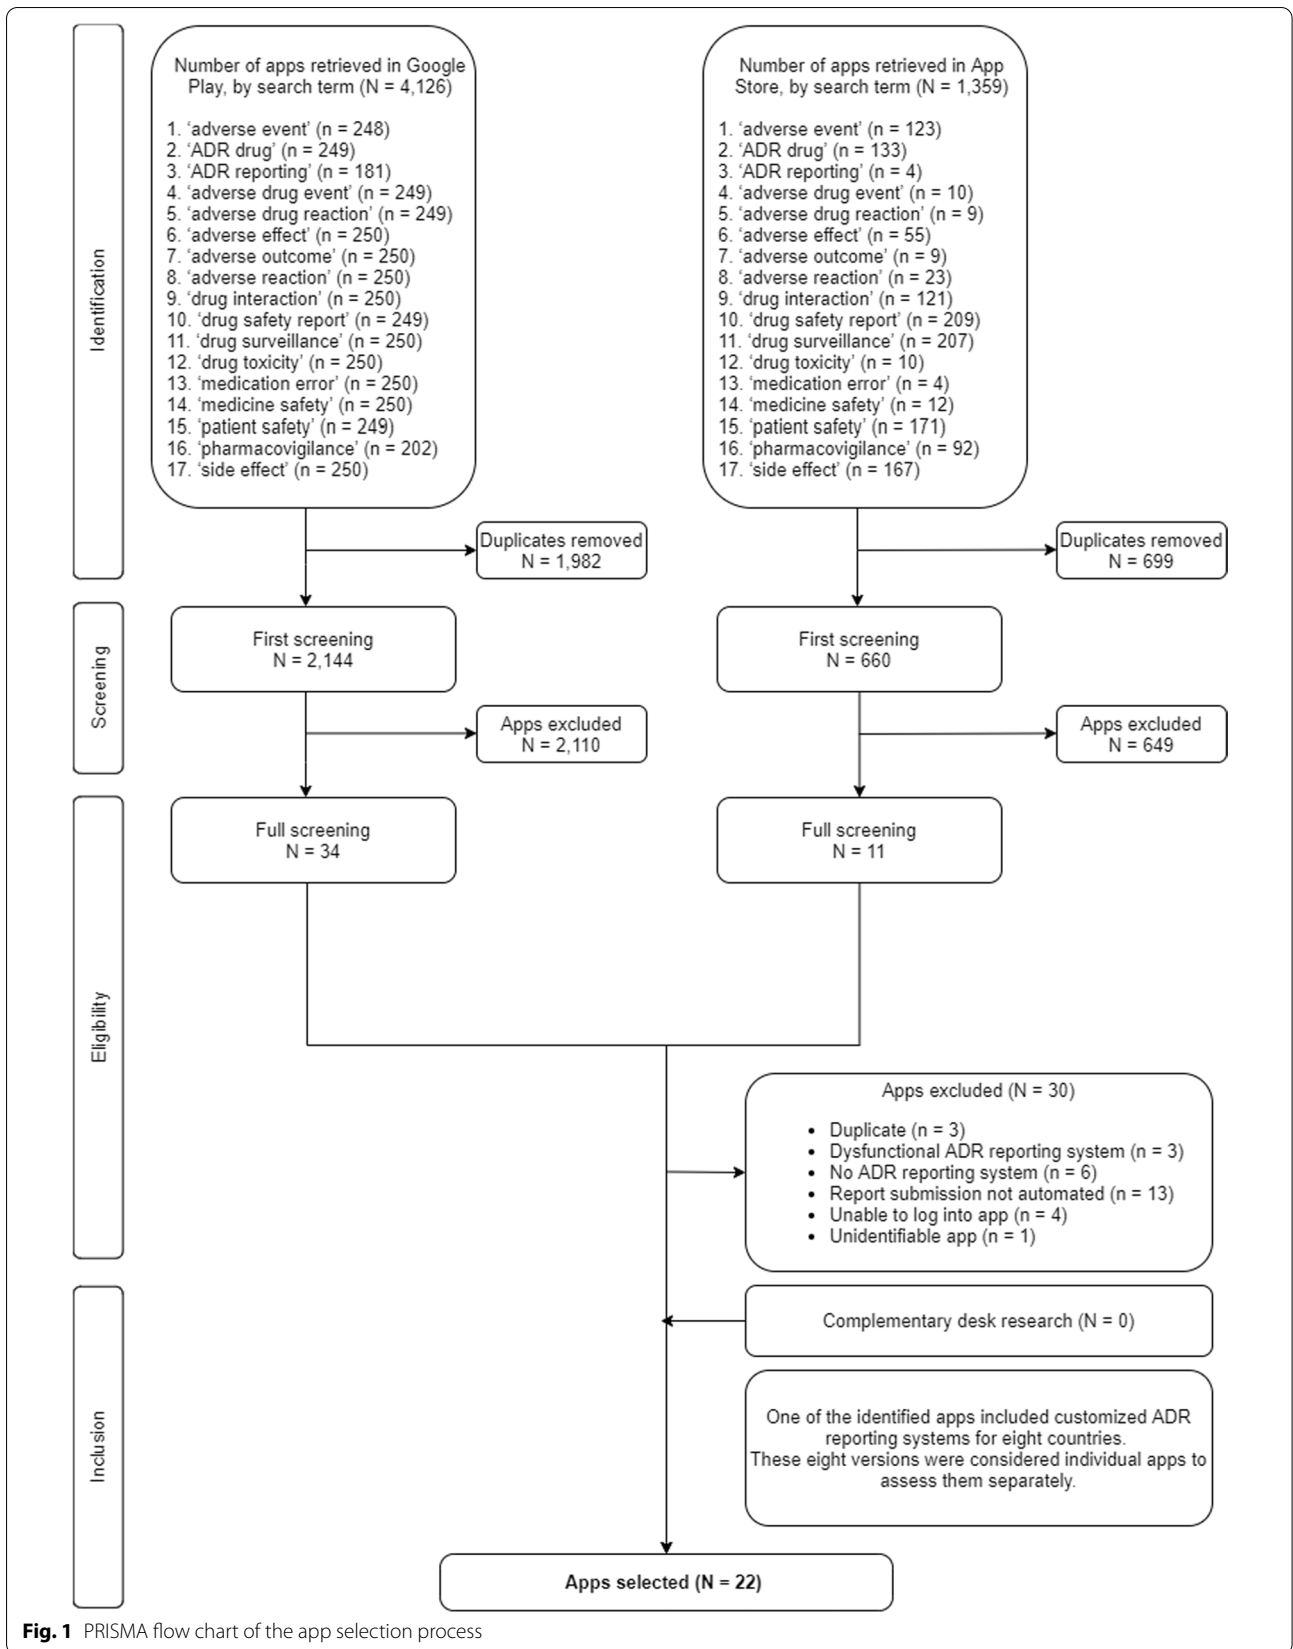 Identification
Number of apps retrieved in Google
Play, by search term (N = 4,126)
1. ‘adverse event’ (n = 248)
2. ‘ADR drug’ (n = 249)
3. ‘ADR reporting’ (n = 181)
4. ‘adverse drug event’ (n = 249)
5. ‘adverse drug reaction’ (n = 249)
6. ‘adverse effect’ (n = 250)
7. ‘adverse outcome’ (n = 250)
8. ‘adverse reaction’ (n = 250)
9. ‘drug interaction’ (n = 250)
10. ‘drug safety report’ (n = 249)
11. ‘drug surveillance’ (n = 250)
12. ‘drug toxicity’ (n = 250)
13. ‘medication error’ (n = 250)
14. ‘medicine safety’ (n = 250)
15. ‘patient safety’ (n = 249)
16. ‘pharmacovigilance’ (n = 202)
17. ‘side effect’ (n = 250)
Number of apps retrieved in App
Store, by search term (N = 1,359)
1. ‘adverse event’ (n = 123)
2. ‘ADR drug’ (n = 133)
3. ‘ADR reporting’ (n = 4)
4. ‘adverse drug event’ (n = 10)
5. ‘adverse drug reaction’ (n = 9)
6. ‘adverse effect’ (n = 55)
7. ‘adverse outcome’ (n = 9)
8. ‘adverse reaction’ (n = 23)
9. ‘drug interaction’ (n = 121)
10. ‘drug safety report’ (n = 209)
11. ‘drug surveillance’ (n = 207)
12. ‘drug toxicity’ (n = 10)
13. ‘medication error’ (n = 4)
14. ‘medicine safety’ (n = 12)
15. ‘patient safety’ (n = 171)
16. ‘pharmacovigilance’ (n = 92)
17. ‘side effect’ (n = 167)
Duplicates removed
N = 1,982
Duplicates removed
N = 699
Screening
First screening
N = 2,144
First screening
N = 660
Apps excluded
N = 2,110
Apps excluded
N = 649
Eligibility
Full screening
N = 34
Full screening
N = 11
Apps excluded (N = 30)
• Duplicate (n = 3)
• Dysfunctional ADR reporting system (n = 3)
• No ADR reporting system (n = 6)
• Report submission not automated (n = 13)
• Unable to log into app (n = 4)
• Unidentifiable app (n = 1)
Inclusion
Complementary desk research (N = 0)
One of the identified apps included customized ADR
reporting systems for eight countries.
These eight versions were considered individual apps to
assess them separately.
Apps selected (N = 22)
Fig. 1 PRISMA flow chart of the app selection process